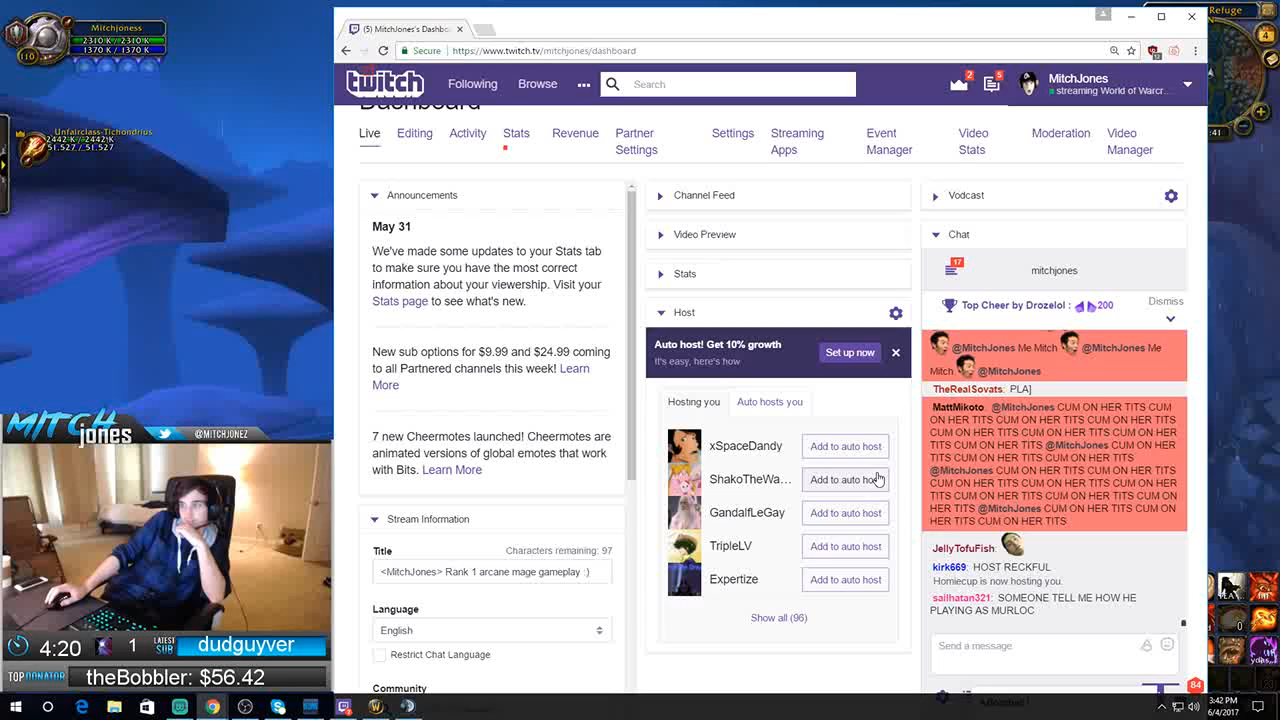 Mitchjoness
2310 K / 2310 K
1370 K / 1370 K
110
Unfairclass-Tichondrius
2442 K / 2442 K
51,527 / 51,527
(5) MitchJones's Dashbo
Secure
https://www.twitch.tv/mitchjones/dashboard
Refuge
4
:41
twitch
Following
Browse
Search
2
5
MitchJones
streaming World of Warcr...
Dashboard
Live
Editing
Activity
Stats
Revenue
Partner
Settings
Settings
Streaming
Apps
Event
Manager
Video
Stats
Moderation
Video
Manager
Announcements
May 31
We've made some updates to your Stats tab
to make sure you have the most correct
information about your viewership. Visit your
Stats page to see what's new.
New sub options for $9.99 and $24.99 coming
to all Partnered channels this week! Learn
More
7 new Cheermotes launched! Cheermotes are
animated versions of global emotes that work
with Bits. Learn More
Stream Information
Title
Characters remaining: 97
<MitchJones> Rank 1 arcane mage gameplay :)
Language
English
Restrict Chat Language
Community
Channel Feed
Video Preview
Stats
Host
Auto host! Get 10% growth
It's easy, here's how
Set up now
Hosting you
Auto hosts you
xSpaceDandy
Add to auto host
ShakoTheWa...
Add to auto host
GandalfLeGay
Add to auto host
TripleLV
Add to auto host
Expertize
Add to auto host
Show all (96)
Vodcast
Chat
17
mitchjones
Top Cheer by Drozelol : 200
Dismiss
@MitchJones Me Mitch @MitchJones Me
Mitch @MitchJones
TheRealSovats: PLA]
MattMikoto: @MitchJones CUM ON HER TITS CUM
ON HER TITS CUM ON HER TITS CUM ON HER TITS
CUM ON HER TITS CUM ON HER TITS CUM ON HER
TITS CUM ON HER TITS @MitchJones CUM ON HER
TITS CUM ON HER TITS CUM ON HER TITS
@MitchJones CUM ON HER TITS CUM ON HER TITS
CUM ON HER TITS CUM ON HER TITS CUM ON HER
TITS CUM ON HER TITS CUM ON HER TITS CUM ON
HER TITS @MitchJones CUM ON HER TITS CUM ON
HER TITS CUM ON HER TITS
JellyTofuFish:
kirk669: HOST RECKFUL
Homiecup is now hosting you.
sailhatan321: SOMEONE TELL ME HOW HE
PLAYING AS MURLOC
Send a message
84
MITCH
jones
@MITCHJONEZ
4:20
1
LATEST
SUB
dudguyver
TOP DONATOR
theBobbler: $56.42
3:42 PM
6/4/2017